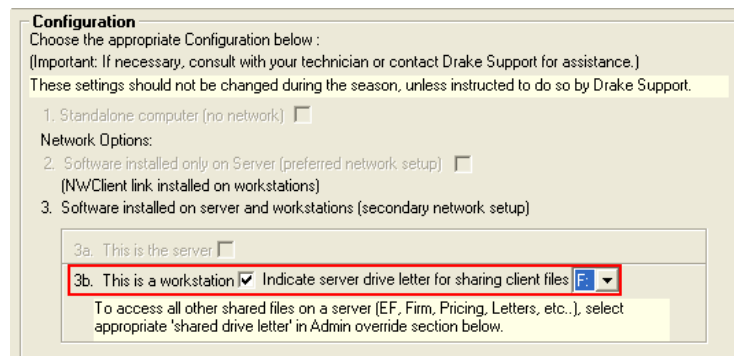 Configuration
Choose the appropriate Configuration below :
(Important: If necessary, consult with your technician or contact Drake Support for assistance.)
These settings should not be changed during the season, unless instructed to do so by Drake Support.
1. Standalone computer (no network)
Network Options:
2. Software installed only on Server (preferred network setup)
(NWClient link installed on workstations)
3. Software installed on server and workstations (secondary network setup)
3a. This is the server
3b. This is a workstation Indicate server drive letter for sharing client files F:
To access all other shared files on a server (EF, Firm, Pricing, Letters, etc..), select
appropriate 'shared drive letter' in Admin override section below.